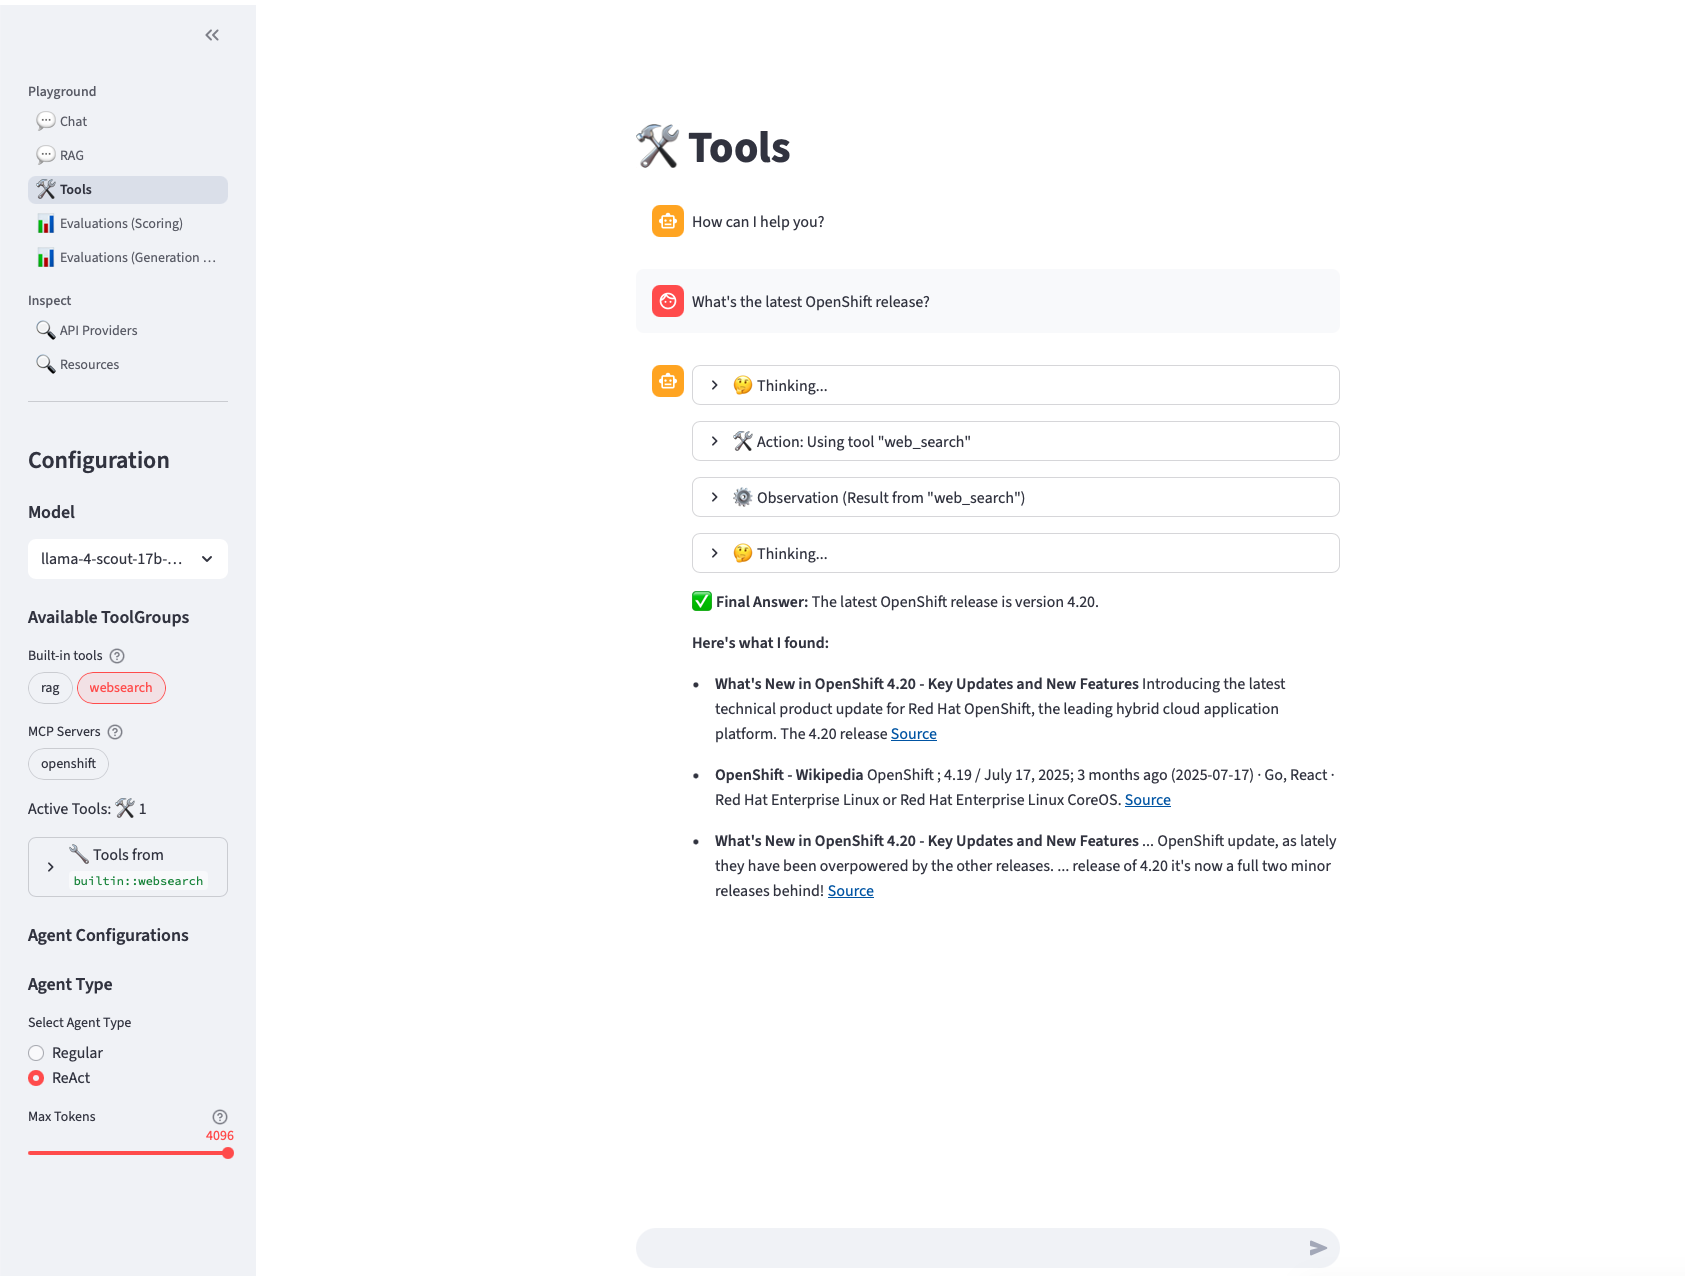 Playground
Chat
RAG
Tools
Evaluations (Scoring)
Evaluations (Generation ...
Inspect
API Providers
Resources
Configuration
Model
llama-4-scout-17b-...
Available ToolGroups
Built-in tools
rag
websearch
MCP Servers
openshift
Active Tools: 1
Tools from
builtin::websearch
Agent Configurations
Agent Type
Select Agent Type
Regular
ReAct
Max Tokens
4096
Tools
How can I help you?
What's the latest OpenShift release?
Thinking...
Action: Using tool "web_search"
Observation (Result from "web_search")
Thinking...
Final Answer: The latest OpenShift release is version 4.20.
Here's what I found:
What's New in OpenShift 4.20 - Key Updates and New Features Introducing the latest
technical product update for Red Hat OpenShift, the leading hybrid cloud application
platform. The 4.20 release Source
OpenShift - Wikipedia OpenShift ; 4.19 / July 17, 2025; 3 months ago (2025-07-17) · Go, React ·
Red Hat Enterprise Linux or Red Hat Enterprise Linux CoreOS. Source
What's New in OpenShift 4.20 - Key Updates and New Features ... OpenShift update, as lately
they have been overpowered by the other releases. ... release of 4.20 it's now a full two minor
releases behind! Source